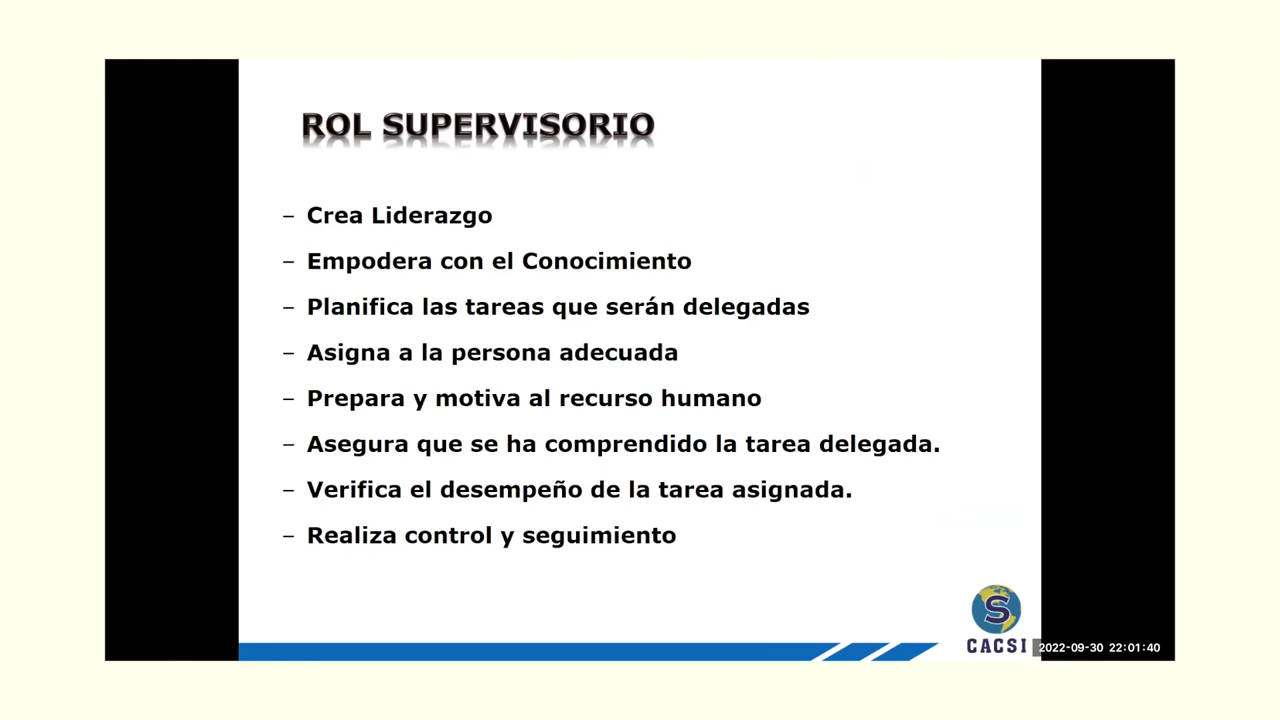 ROL SUPERVISORIO
– Crea Liderazgo
– Empodera con el Conocimiento
– Planifica las tareas que serán delegadas
– Asigna a la persona adecuada
– Prepara y motiva al recurso humano
– Asegura que se ha comprendido la tarea delegada.
– Verifica el desempeño de la tarea asignada.
– Realiza control y seguimiento
S
CACSI
2022-09-30 22:01:40